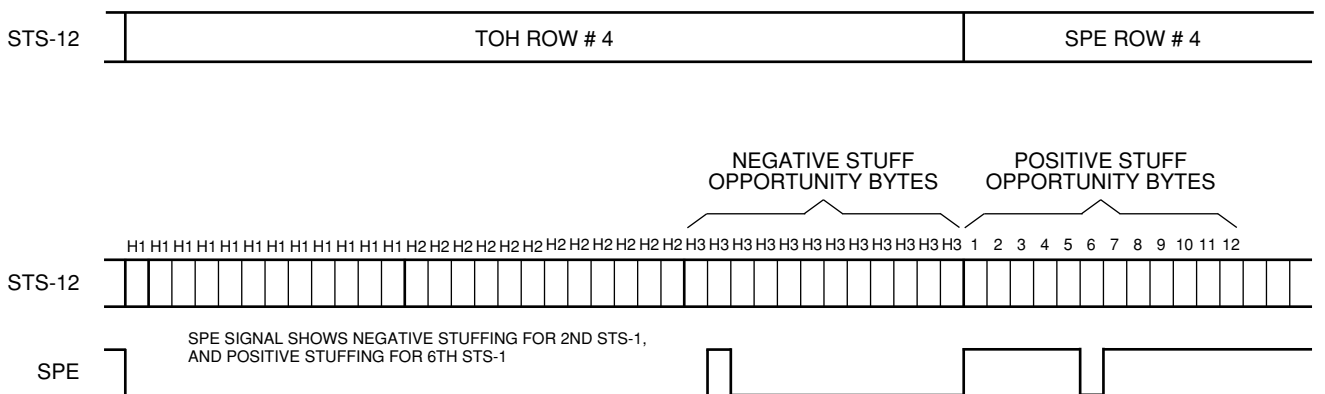 STS-12 TOH ROW # 4 SPE ROW # 4
NEGATIVE STUFF
OPPORTUNITY BYTES
POSITIVE STUFF
OPPORTUNITY BYTES
H1 H1 H1 H1 H1 H1 H1 H1 H1 H1 H1 H1 H2 H2 H2 H2 H2 H2 H2 H2 H2 H2 H2 H2 H3 H3 H3 H3 H3 H3 H3 H3 H3 H3 H3 H3 1 2 3 4 5 6 7 8 9 10 11 12
STS-12
SPE SIGNAL SHOWS NEGATIVE STUFFING FOR 2ND STS-1,
AND POSITIVE STUFFING FOR 6TH STS-1
SPE